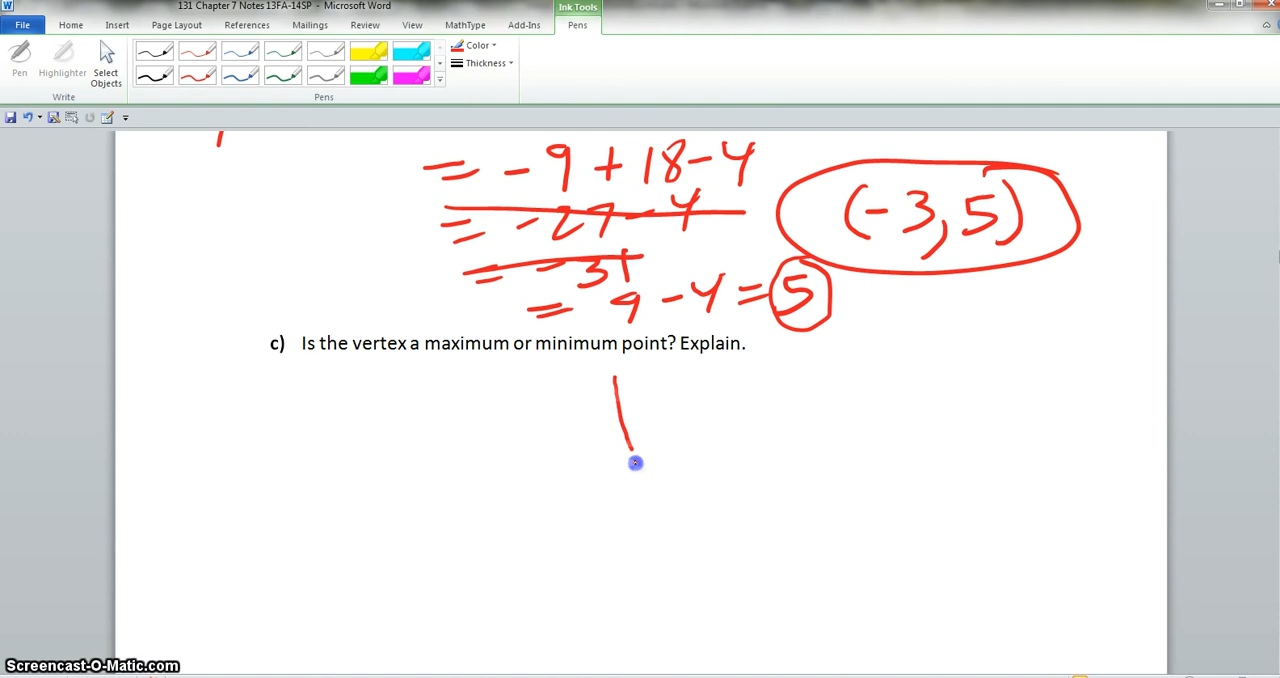 131 Chapter 7 Notes 13FA-14SP - Microsoft Word
Ink Tools
File Home Insert Page Layout References Mailings Review View MathType Add-Ins Pens
Pen Highlighter Select Objects
Color
Thickness
Write Pens
= - 9 + 18 - 4
= - 27 - 4
(-3, 5)
= - 31
= 9 - 4 = 5
c) Is the vertex a maximum or minimum point? Explain.
Screencast-O-Matic.com